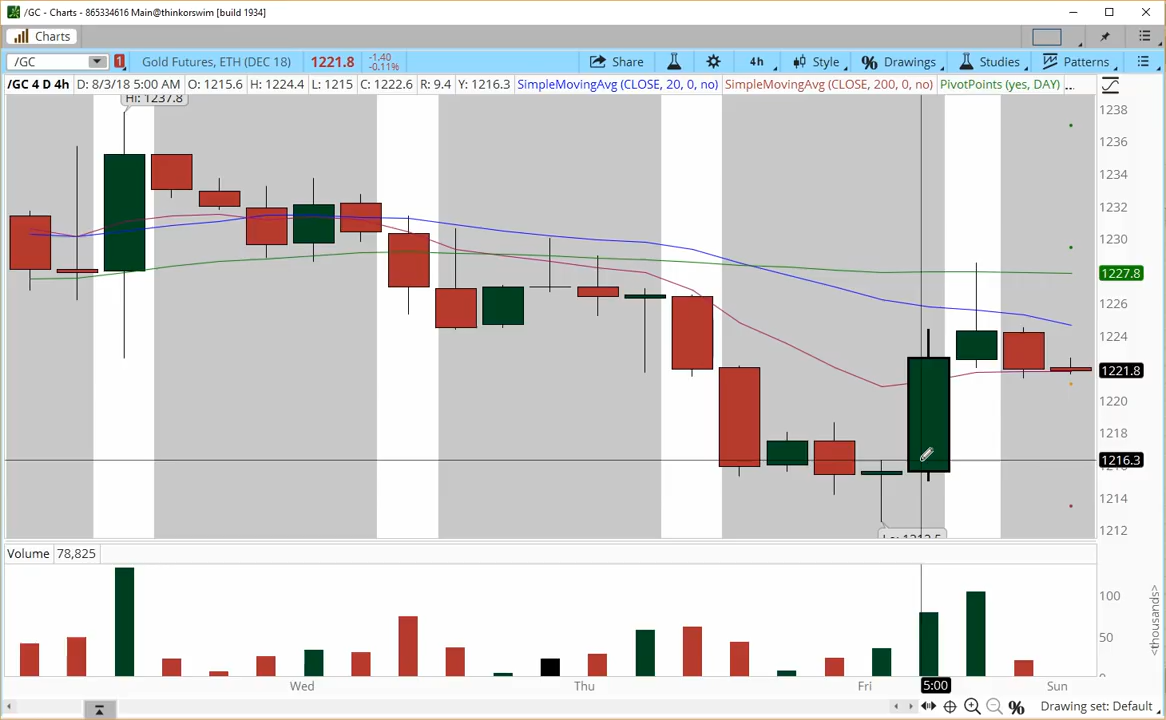 /GC - Charts - 865334616 Main@thinkorswim [build 1934]
Charts
/GC 1 Gold Futures, ETH (DEC 18) 1221.8 -1.40 -0.11% Share 4h Style Drawings Studies Patterns
/GC 4 D 4h D: 8/3/18 5:00 AM O: 1215.6 H: 1224.4 L: 1215 C: 1222.6 R: 9.4 Y: 1216.3 SimpleMovingAvg (CLOSE, 20, 0, no) SimpleMovingAvg (CLOSE, 200, 0, no) PivotPoints (yes, DAY) ...
Hi: 1237.8
1238
1236
1234
1232
1230
1227.8
1226
1224
1221.8
1220
1218
1216.3
1214
1212
Volume 78,825
100
50
<thousands>
Wed Thu Fri 5:00 Sun
Drawing set: Default